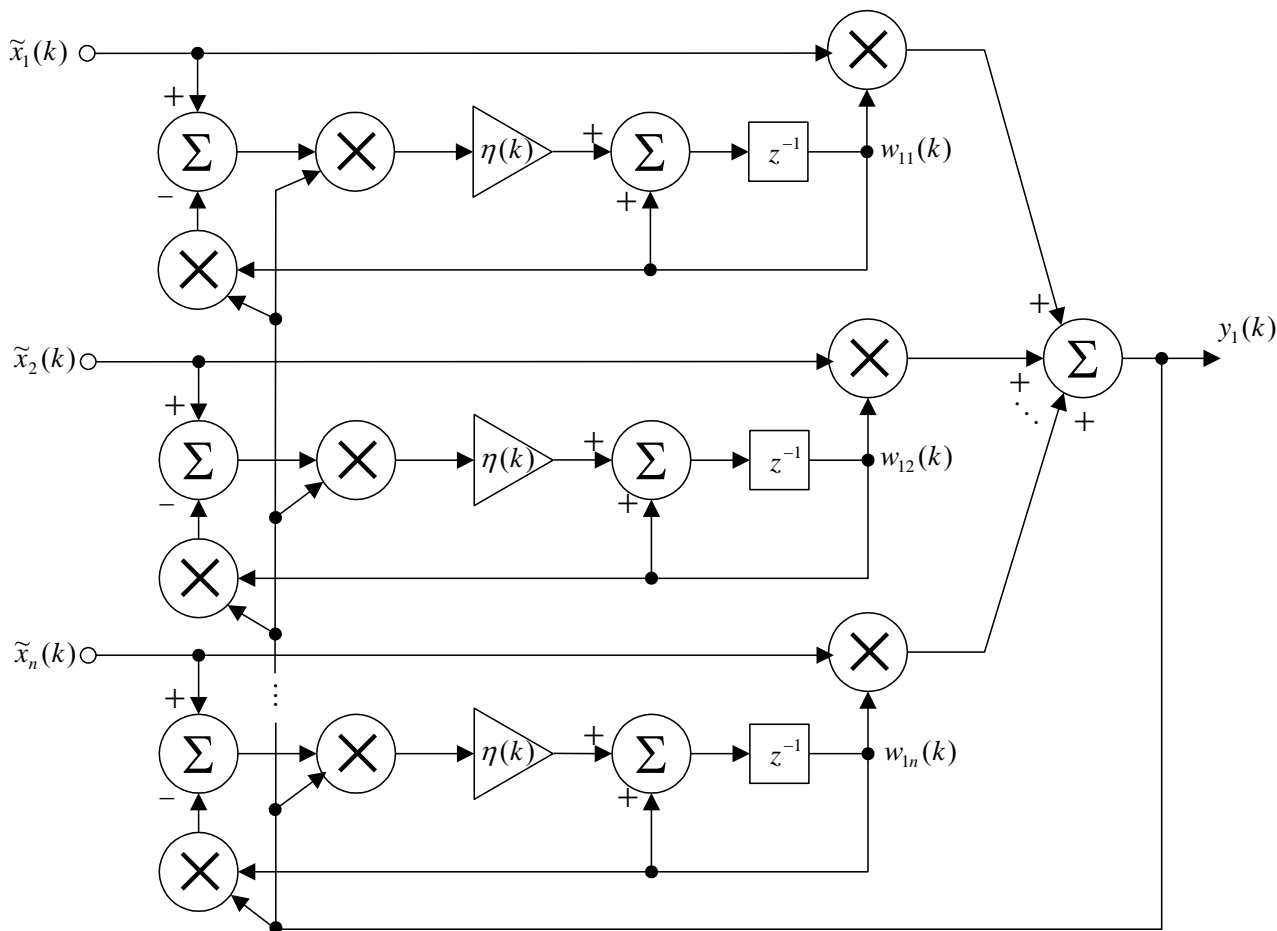 x̃₁(k)
+
Σ
η(k)
+
Σ
z⁻¹
w₁₁(k)
−
+
+
x̃₂(k)
Σ
y₁(k)
+
⋱
+
+
Σ
η(k)
+
Σ
z⁻¹
w₁₂(k)
−
+
x̃ₙ(k)
⋮
+
Σ
η(k)
+
Σ
z⁻¹
w₁ₙ(k)
−
+